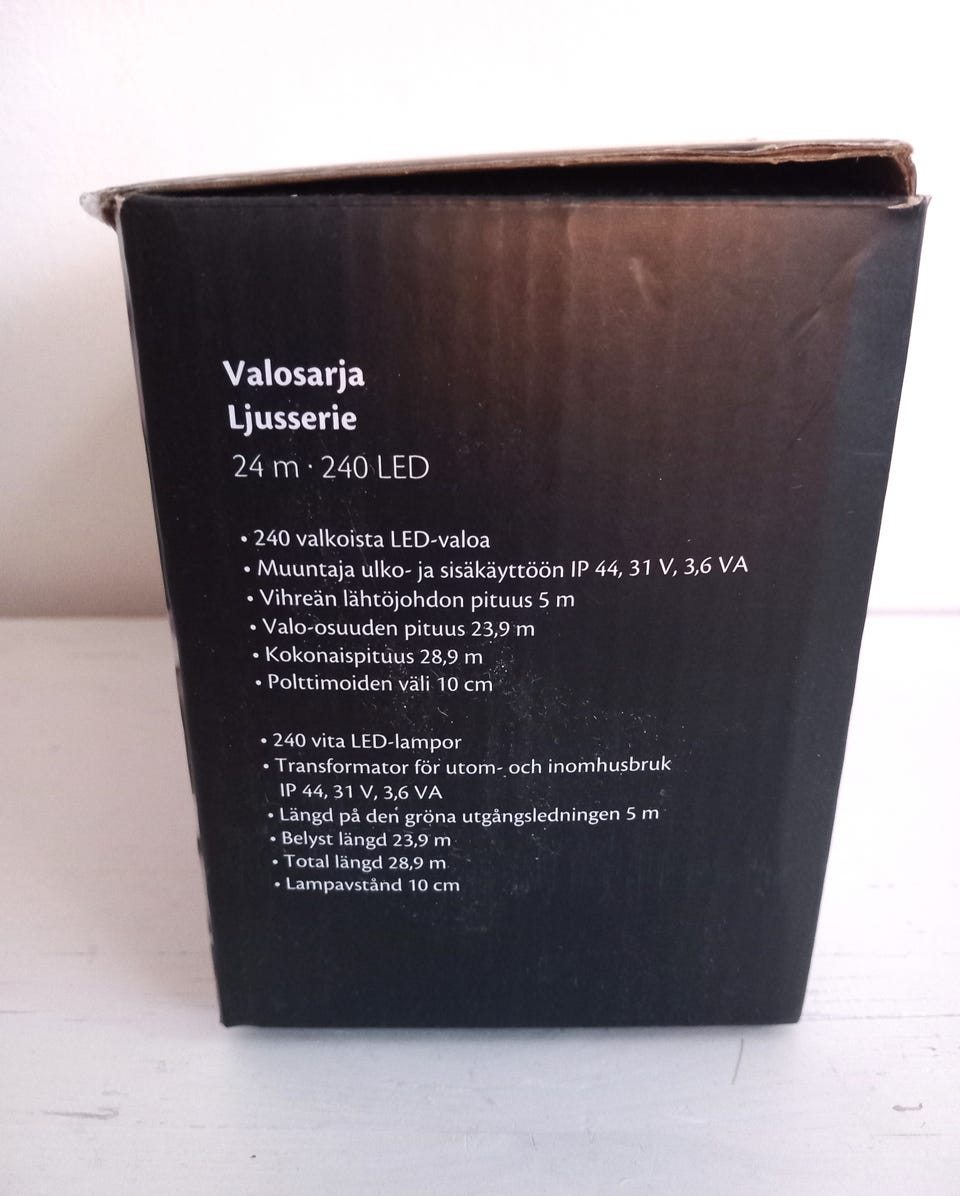 Valosarja
Ljusserie
24 m · 240 LED
• 240 valkoista LED-valoa
• Muuntaja ulko- ja sisäkäyttöön IP 44, 31 V, 3,6 VA
• Vihreän lähtöjohdon pituus 5 m
• Valo-osuuden pituus 23,9 m
• Kokonaispituus 28,9 m
• Polttimoiden väli 10 cm
• 240 vita LED-lampor
• Transformator för utom- och inomhusbruk
IP 44, 31 V, 3,6 VA
• Längd på den gröna utgångsledningen 5 m
• Belyst längd 23,9 m
• Total längd 28,9 m
• Lampavstånd 10 cm